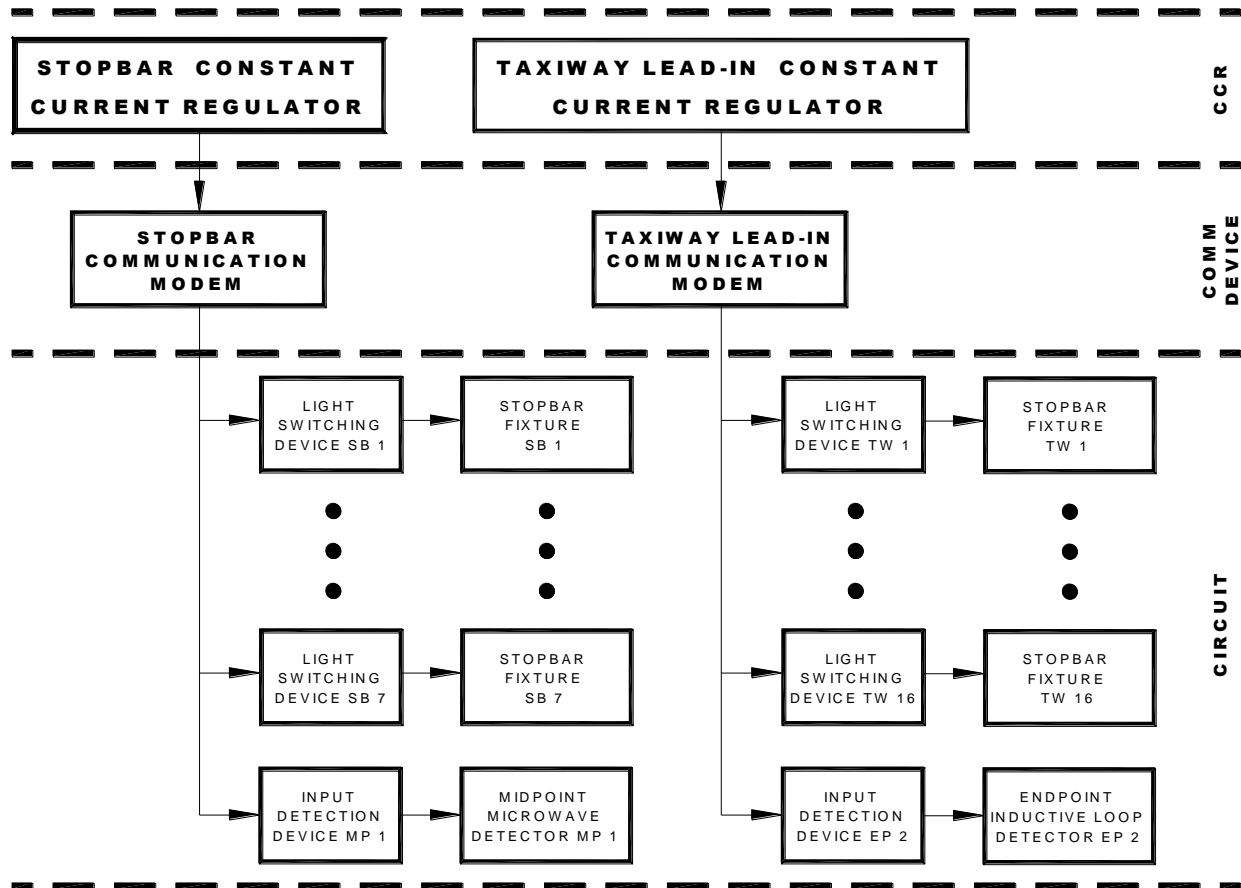 STOPBAR CONSTANT
CURRENT REGULATOR
TAXIWAY LEAD-IN CONSTANT
CURRENT REGULATOR
CCR
STOPBAR
COMMUNICATION
MODEM
TAXIWAY LEAD-IN
COMMUNICATION
MODEM
COMM
DEVICE
LIGHT
SWITCHING
DEVICE SB 1
STOPBAR
FIXTURE
SB 1
LIGHT
SWITCHING
DEVICE TW 1
STOPBAR
FIXTURE
TW 1
CIRCUIT
LIGHT
SWITCHING
DEVICE SB 7
STOPBAR
FIXTURE
SB 7
LIGHT
SWITCHING
DEVICE TW 16
STOPBAR
FIXTURE
TW 16
INPUT
DETECTION
DEVICE MP 1
MIDPOINT
MICROWAVE
DETECTOR MP 1
INPUT
DETECTION
DEVICE EP 2
ENDPOINT
INDUCTIVE LOOP
DETECTOR EP 2